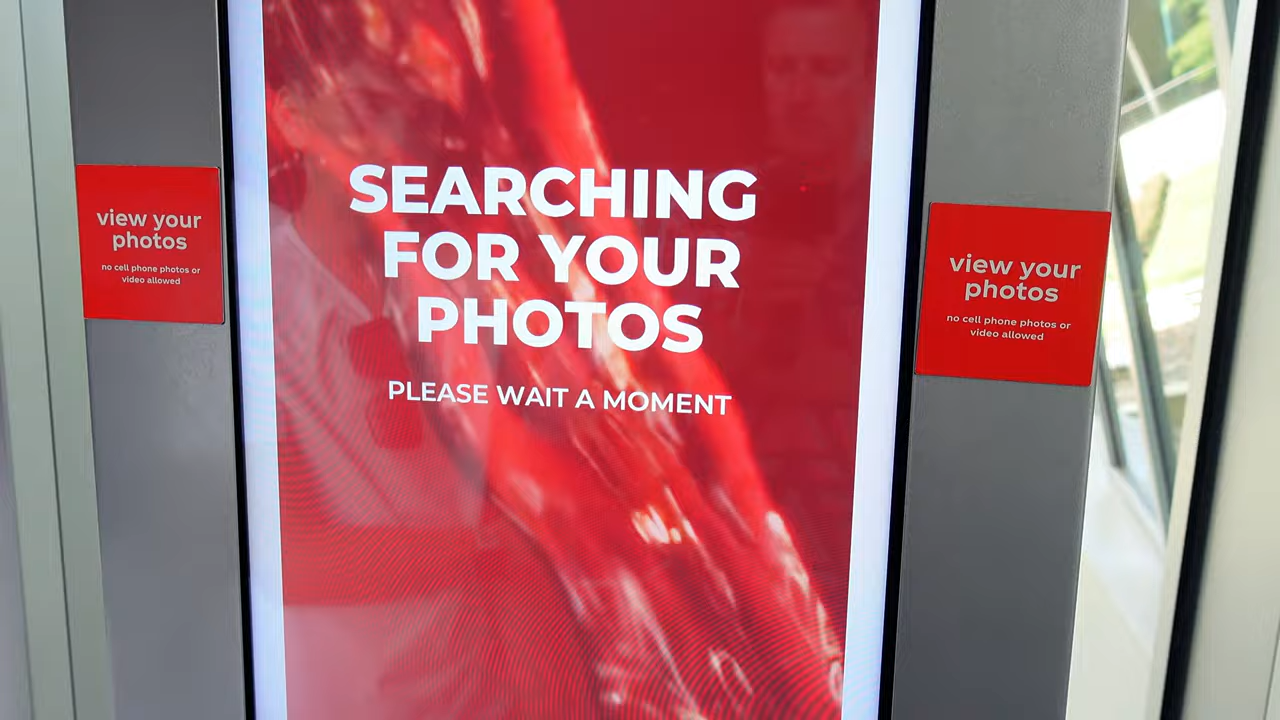 SEARCHING
FOR YOUR
PHOTOS
PLEASE WAIT A MOMENT
view your
photos
no cell phone photos or
video allowed
view your
photos
no cell phone photos or
video allowed